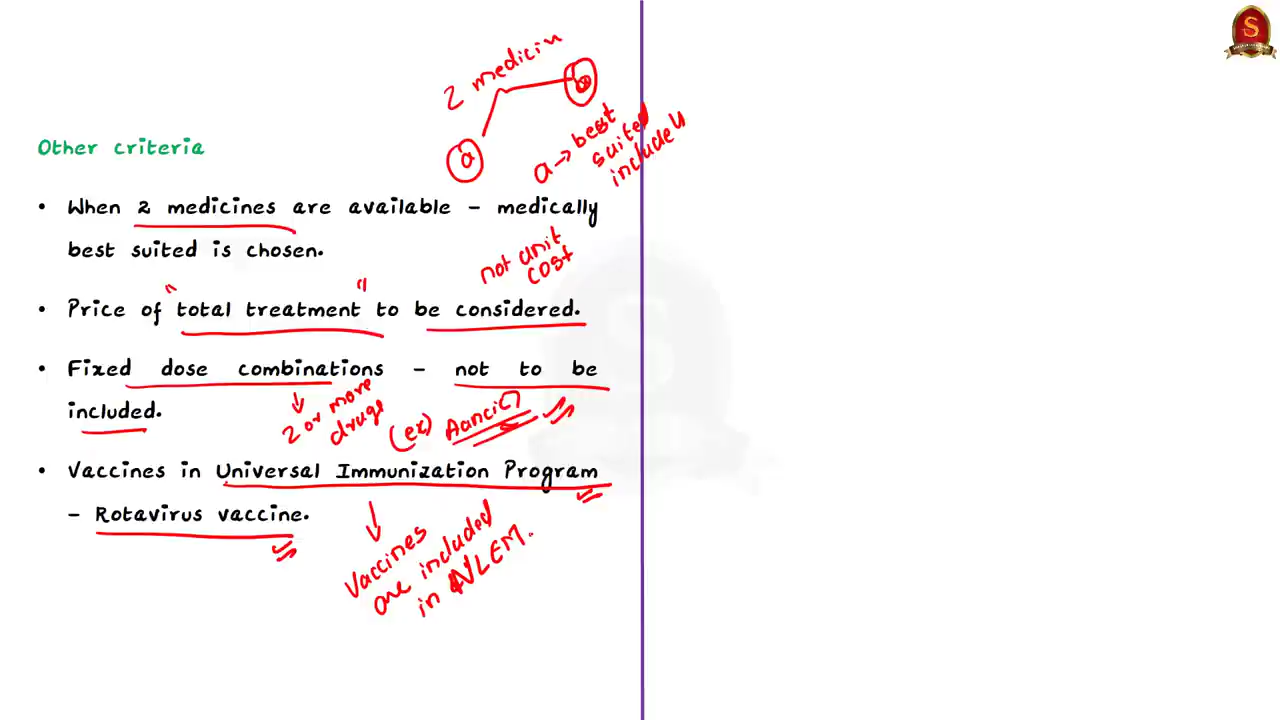 2 medicin
a
a → best
suited
included
Other criteria
• When 2 medicines are available – medically
best suited is chosen.
not unit
cost
• Price of "total treatment" to be considered.
• Fixed dose combinations – not to be
included.
2 or more
drugs
(ex)
• Vaccines in Universal Immunization Program
– Rotavirus vaccine.
Vaccines
are included
in NLEM.
S